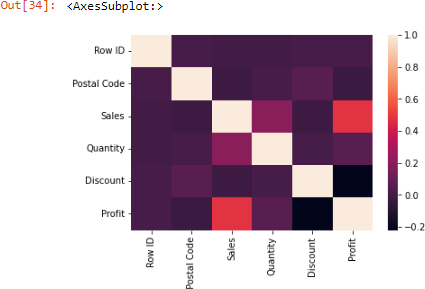 Out[34]: <AxesSubplot:>
Row ID
Postal Code
Sales
Quantity
Discount
Profit
Row ID
Postal Code
Sales
Quantity
Discount
Profit
1.0
0.8
0.6
0.4
0.2
0.0
−0.2